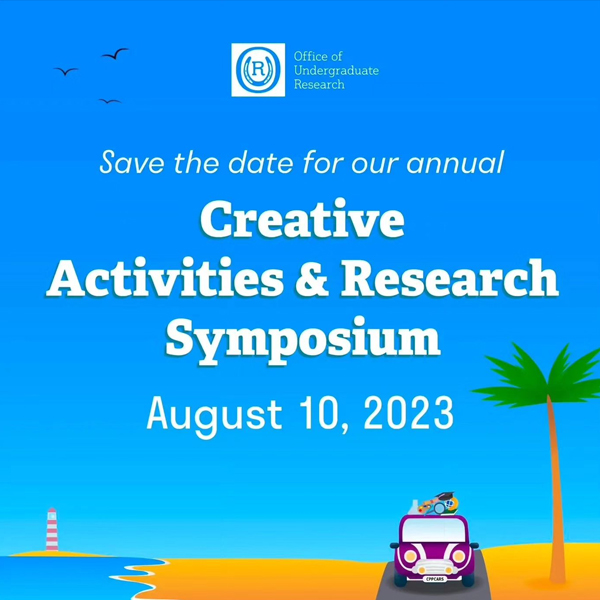 R
Office of
Undergraduate
Research
Save the date for our annual
Creative
Activities & Research
Symposium
August 10, 2023
CPPCARS